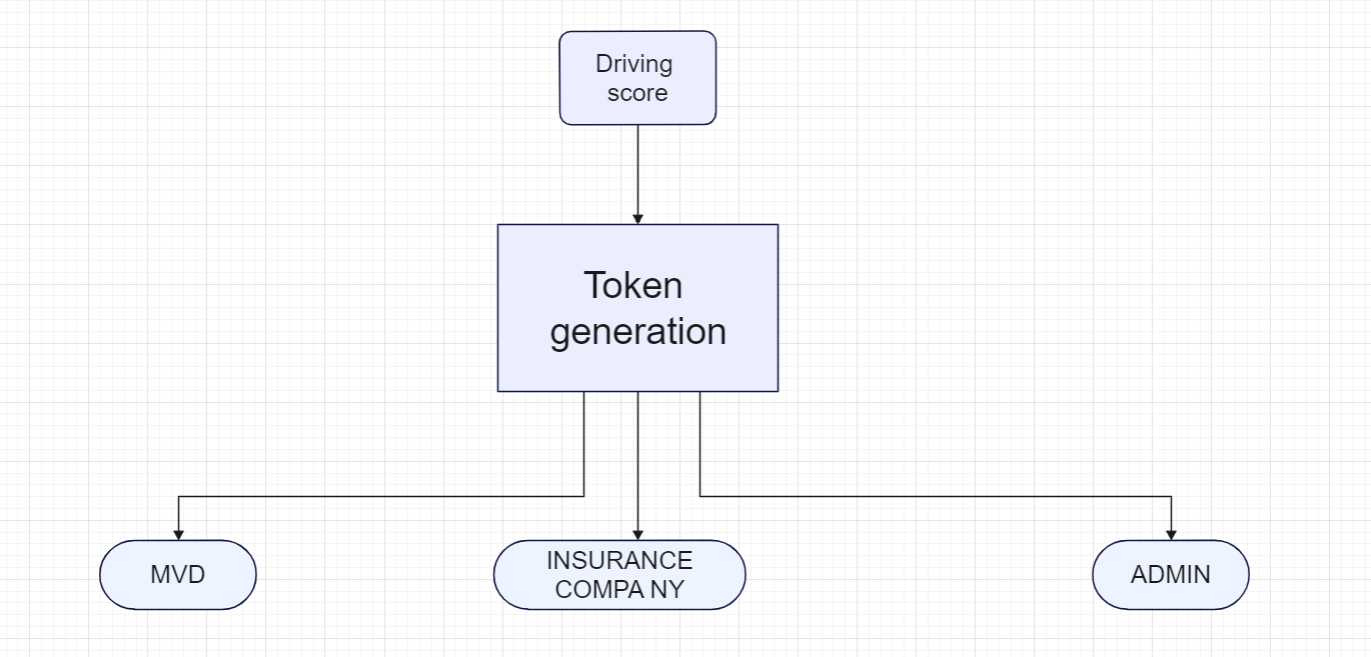 Driving
score
Token
generation
MVD
INSURANCE
COMPA NY
ADMIN